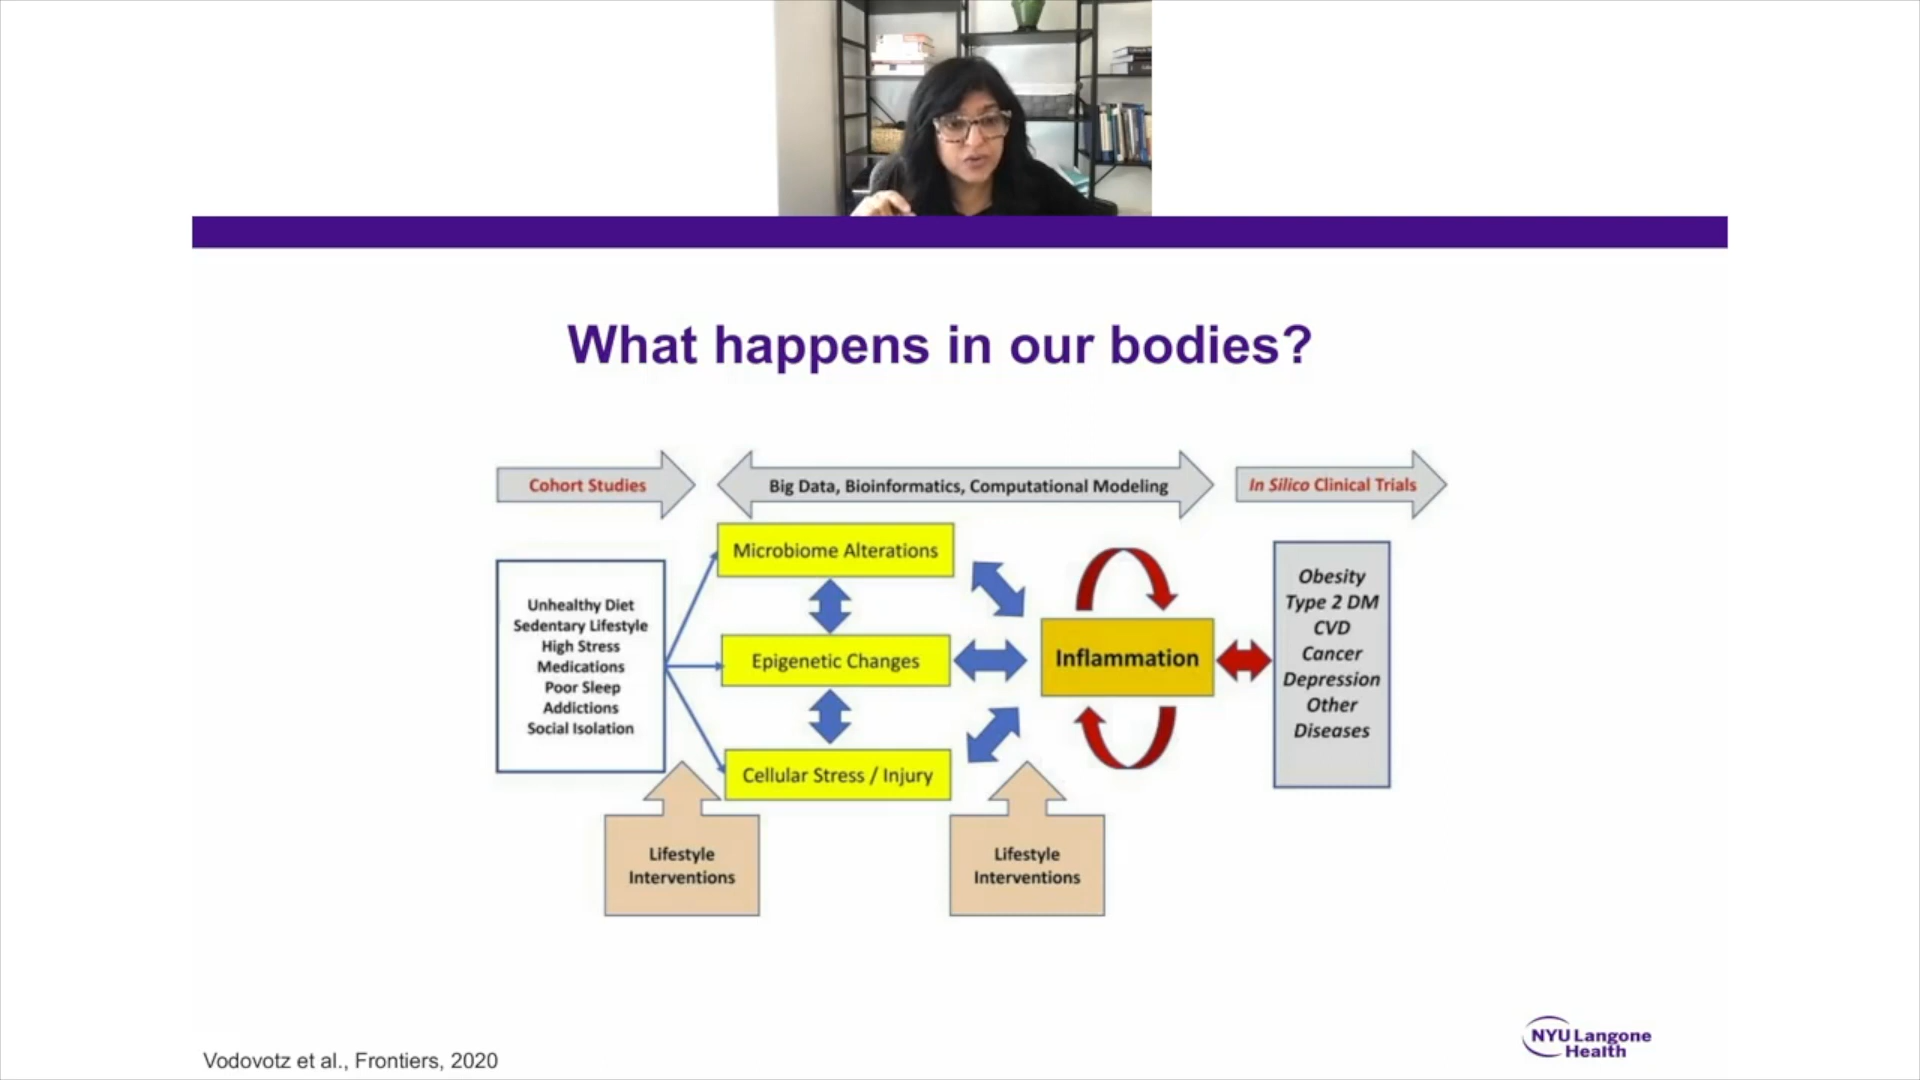 What happens in our bodies?
Cohort Studies
Big Data, Bioinformatics, Computational Modeling
In Silico Clinical Trials
Unhealthy Diet
Sedentary Lifestyle
High Stress
Medications
Poor Sleep
Addictions
Social Isolation
Microbiome Alterations
Epigenetic Changes
Cellular Stress / Injury
Inflammation
Obesity
Type 2 DM
CVD
Cancer
Depression
Other
Diseases
Lifestyle
Interventions
Lifestyle
Interventions
Vodovotz et al., Frontiers, 2020
NYU Langone
Health